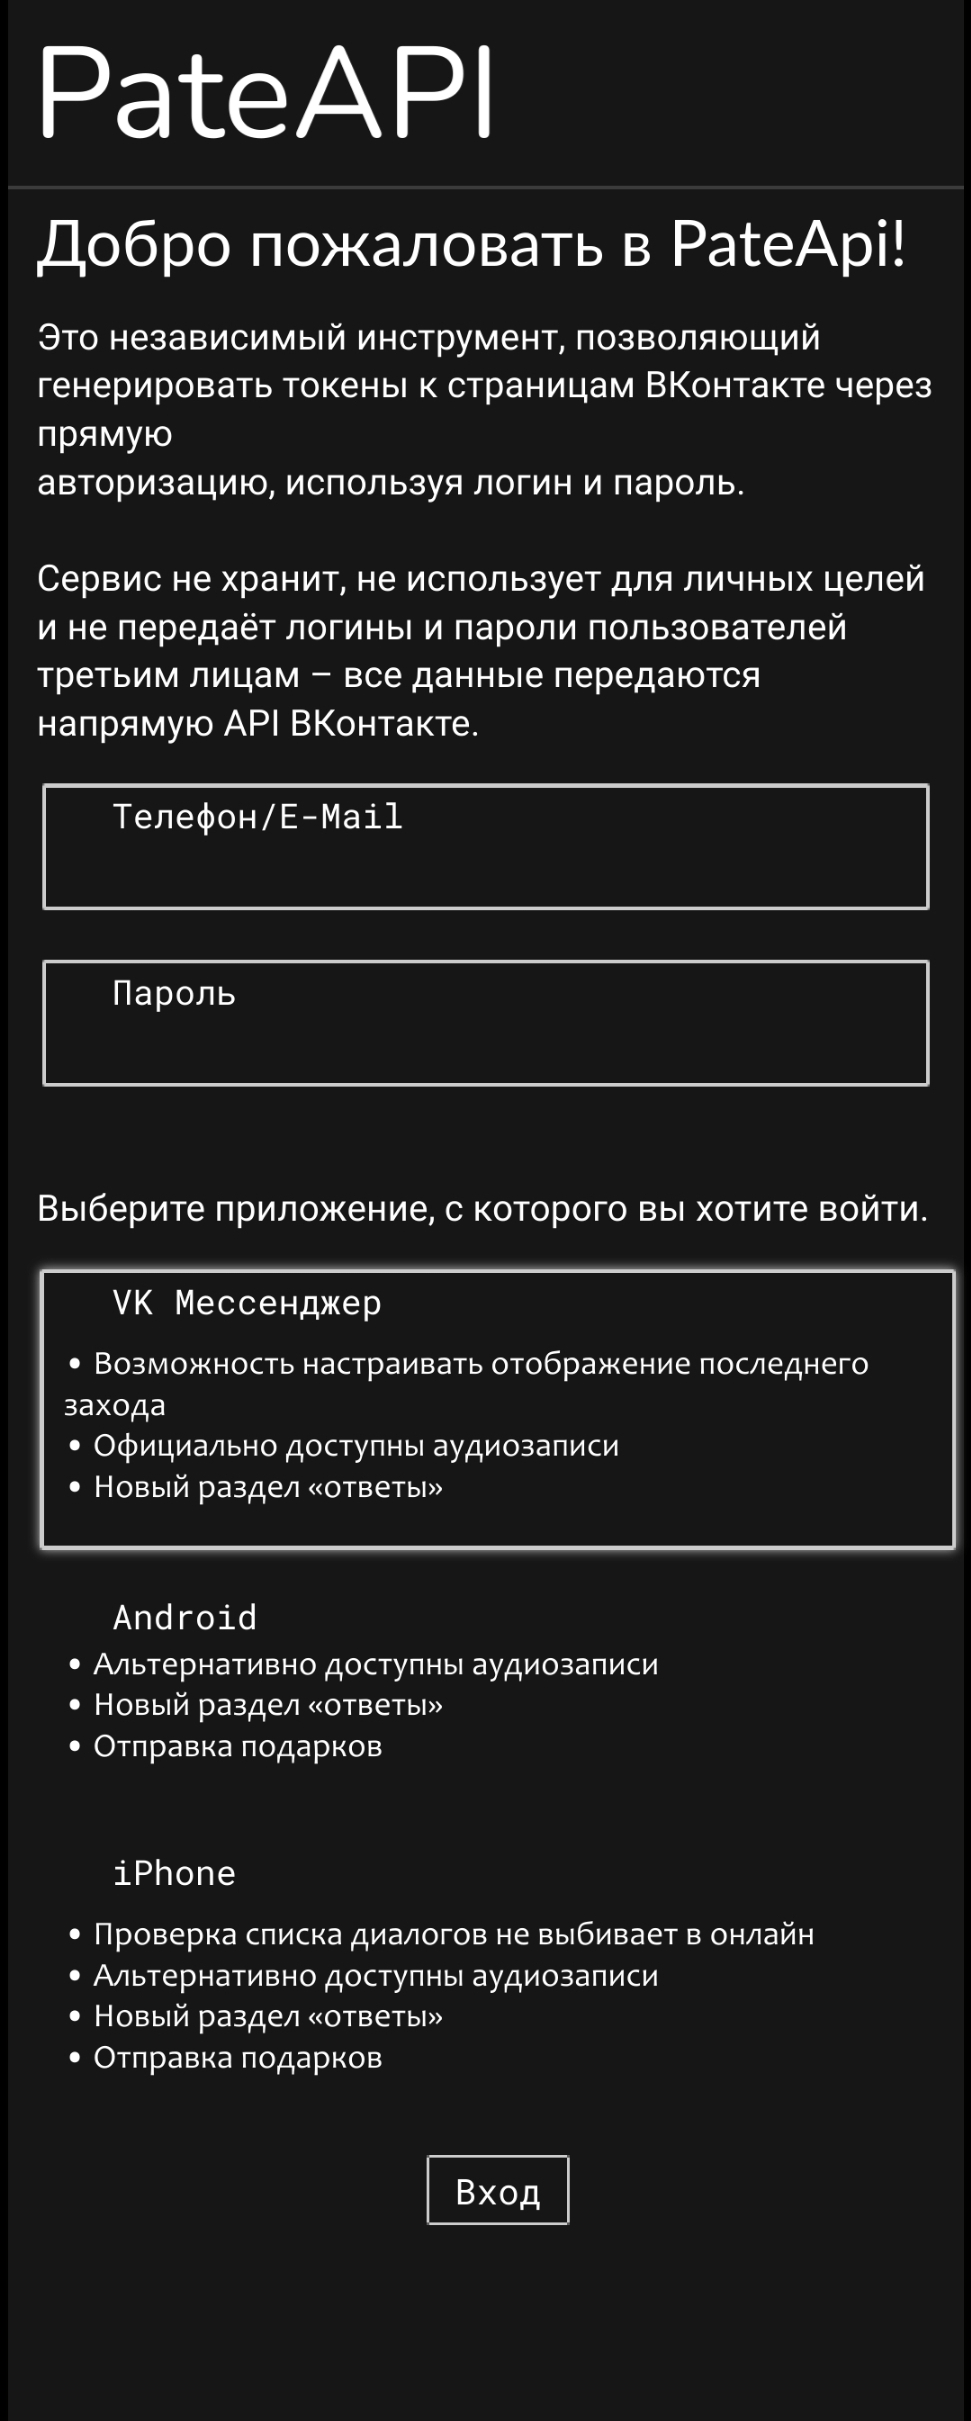 PateAPI
Добро пожаловать в PateApi!
Это независимый инструмент, позволяющий
генерировать токены к страницам ВКонтакте через
прямую
авторизацию, используя логин и пароль.
Сервис не хранит, не использует для личных целей
и не передаёт логины и пароли пользователей
третьим лицам – все данные передаются
напрямую API ВКонтакте.
Телефон/E-Mail
Пароль
Выберите приложение, с которого вы хотите войти.
VK Мессенджер
• Возможность настраивать отображение последнего
захода
• Официально доступны аудиозаписи
• Новый раздел «ответы»
Android
• Альтернативно доступны аудиозаписи
• Новый раздел «ответы»
• Отправка подарков
iPhone
• Проверка списка диалогов не выбивает в онлайн
• Альтернативно доступны аудиозаписи
• Новый раздел «ответы»
• Отправка подарков
Вход